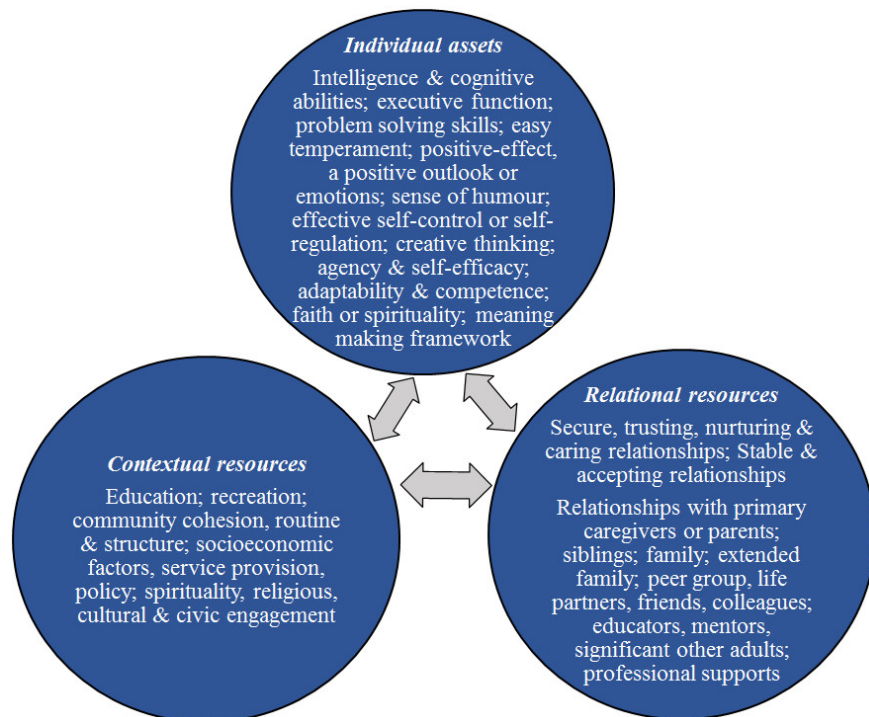 Individual assets
Intelligence & cognitive
abilities; executive function;
problem solving skills; easy
temperament; positive-effect,
a positive outlook or
emotions; sense of humour;
effective self-control or self-
regulation; creative thinking;
agency & self-efficacy;
adaptability & competence;
faith or spirituality; meaning
making framework
Contextual resources
Education; recreation;
community cohesion, routine
& structure; socioeconomic
factors, service provision,
policy; spirituality, religious,
cultural & civic engagement
Relational resources
Secure, trusting, nurturing &
caring relationships; Stable &
accepting relationships
Relationships with primary
caregivers or parents;
siblings; family; extended
family; peer group, life
partners, friends, colleagues;
educators, mentors,
significant other adults;
professional supports